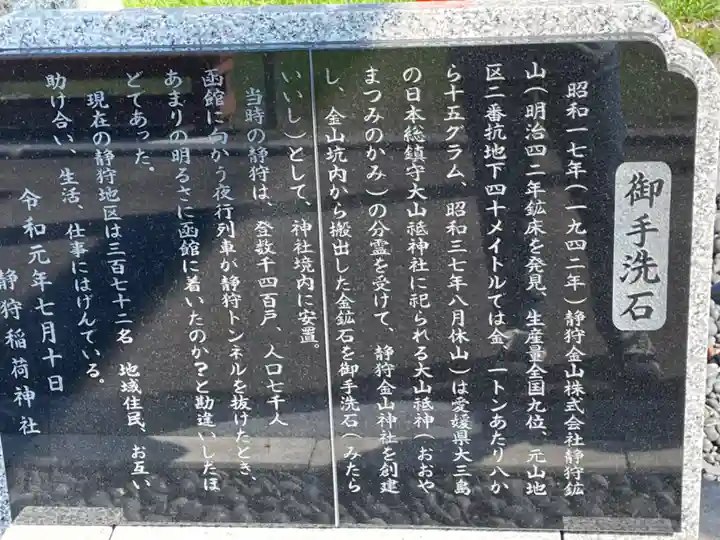 御手洗石
昭和一七年(一九四二年)静狩金山株式会社静狩鉱
山(明治四二年鉱床を発見、生産量全国九位、元山地
区二番抗地下四十メイトルては金、一トンあたり八か
ら十五グラム、昭和三七年八月休山)は愛媛県大三島
の日本総鎮守大山祗神社に祀られる大山祗神(おおや
まつみのかみ)の分霊を受けて、静狩金山神社を創建
し、金山坑内から搬出した金鉱石を御手洗石(みたら
いいし)として、神社境内に安置。
当時の静狩は、登数千四百戸、人口七千人
函館に向かう夜行列車が静狩トンネルを抜けたとき、
あまりの明るさに函館に着いたのか?と勘違いしたほ
どてあった。
現在の静狩地区は三百七十二名 地域住民、お互い
助け合い、生活、仕事にはげんている。
令和元年七月十日
静狩稲荷神社